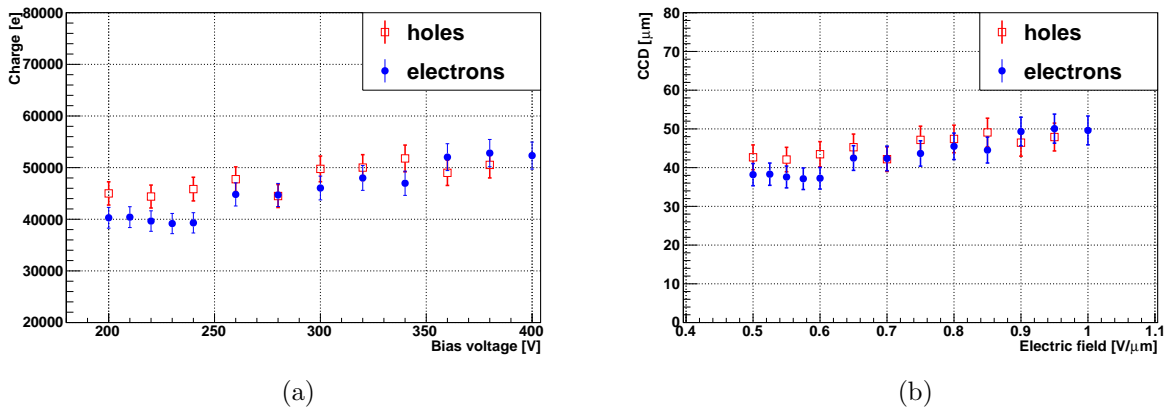 Charge [e]
80000
70000
60000
50000
40000
30000
20000
200
250
300
350
400
Bias voltage [V]
holes
electrons
(a)
CCD [μm]
80
70
60
50
40
30
20
10
0
0.4
0.5
0.6
0.7
0.8
0.9
1
1.1
Electric field [V/μm]
holes
electrons
(b)